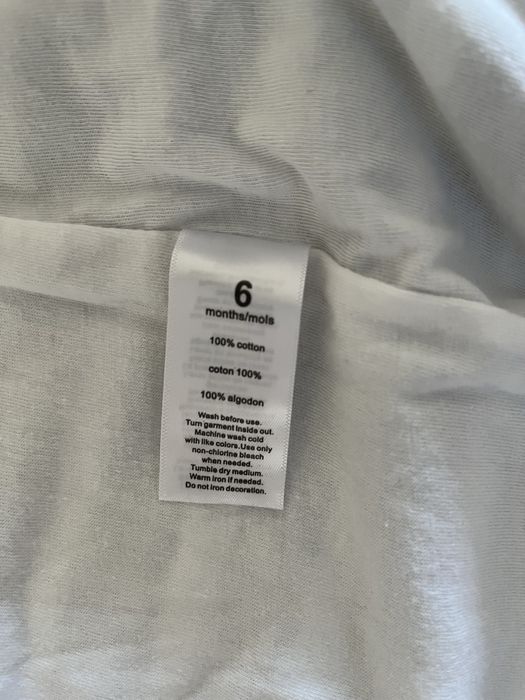 6
months/mois
100% cotton
coton 100%
100% algodon
Wash before use.
Turn garment inside out.
Machine wash cold
with like colors.Use only
non-chlorine bleach
when needed.
Tumble dry medium.
Warm iron if needed.
Do not iron decoration.